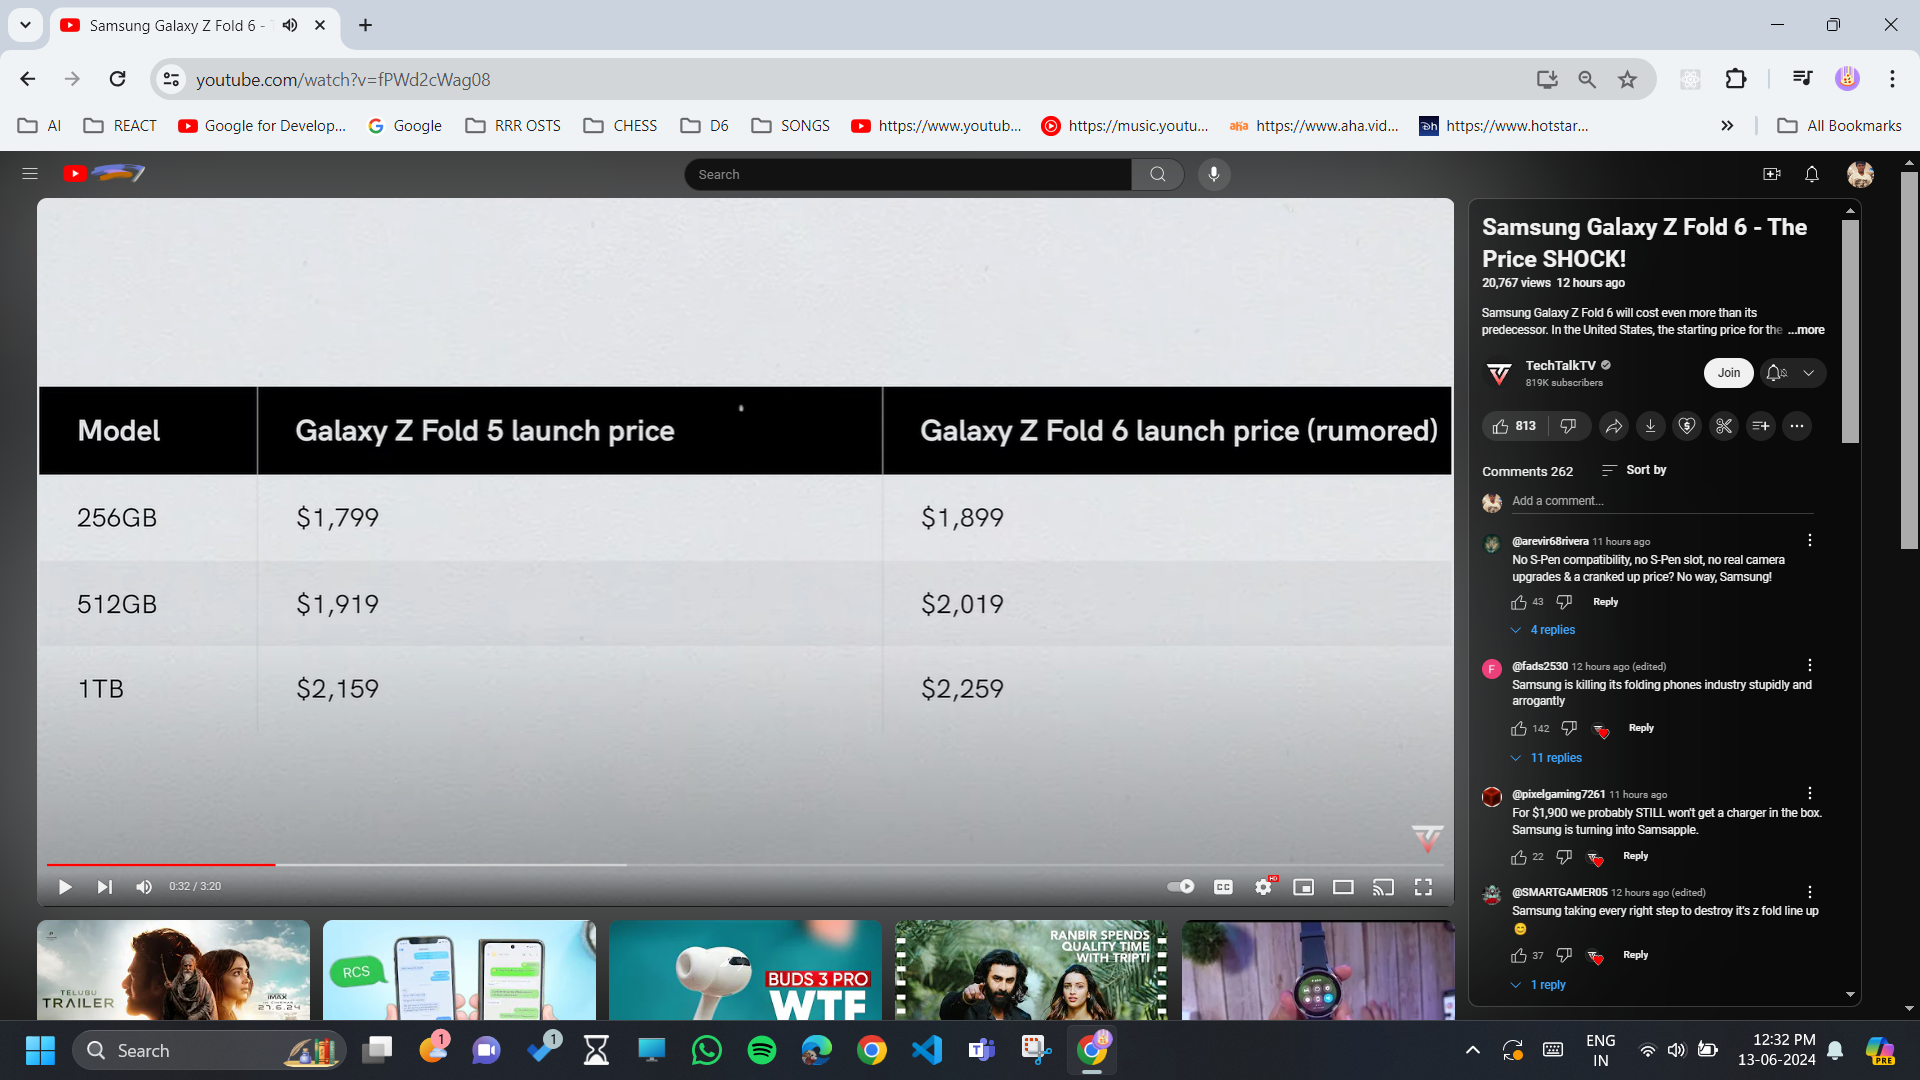 Samsung Galaxy Z Fold 6 -
youtube.com/watch?v=fPWd2cWag08
AI
REACT
Google for Develop...
Google
RRR OSTS
CHESS
D6
SONGS
https://www.youtub...
https://music.youtu...
aha
https://www.aha.vid...
https://www.hotstar...
All Bookmarks
Search
Model
Galaxy Z Fold 5 launch price
Galaxy Z Fold 6 launch price (rumored)
256GB
$1,799
$1,899
512GB
$1,919
$2,019
1TB
$2,159
$2,259
0:32 / 3:20
CC
HD
Samsung Galaxy Z Fold 6 - The
Price SHOCK!
20,767 views 12 hours ago
Samsung Galaxy Z Fold 6 will cost even more than its
predecessor. In the United States, the starting price for the ...more
TechTalkTV
819K subscribers
Join
813
Comments 262
Sort by
Add a comment...
@arevir68rivera 11 hours ago
No S-Pen compatibility, no S-Pen slot, no real camera
upgrades & a cranked up price? No way, Samsung!
43
Reply
4 replies
F
@fads2530 12 hours ago (edited)
Samsung is killing its folding phones industry stupidly and
arrogantly
142
Reply
11 replies
@pixelgaming7261 11 hours ago
For $1,900 we probably STILL won't get a charger in the box.
Samsung is turning into Samsapple.
22
Reply
@SMARTGAMER05 12 hours ago (edited)
Samsung taking every right step to destroy it's z fold line up
😊
37
Reply
1 reply
TELUGU
TRAILER
IMAX
27.6.24
RCS
BUDS 3 PRO
WTF
RANBIR SPENDS
QUALITY TIME
WITH TRIPTI
Search
1
1
ENG
IN
12:32 PM
13-06-2024
PRE